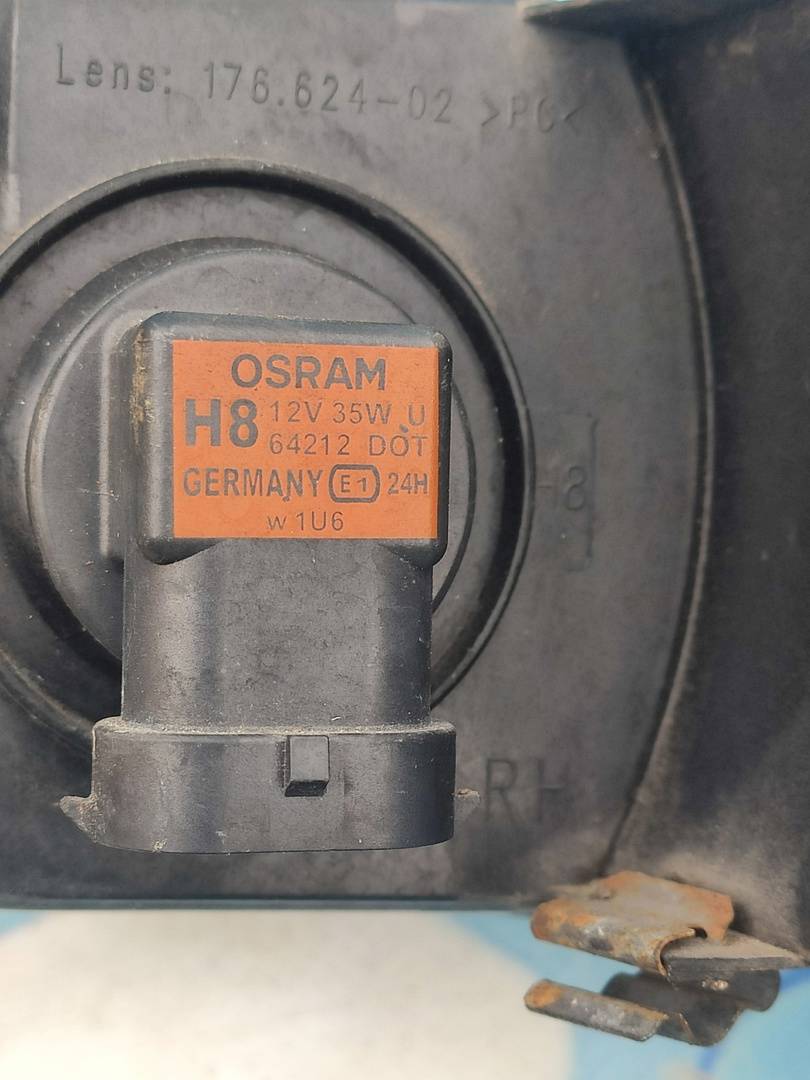 Lens: 176.624-02 >PC<
OSRAM
H8 12V 35W U
64212 DOT
GERMANY E1 24H
w 1U6
H8
RH